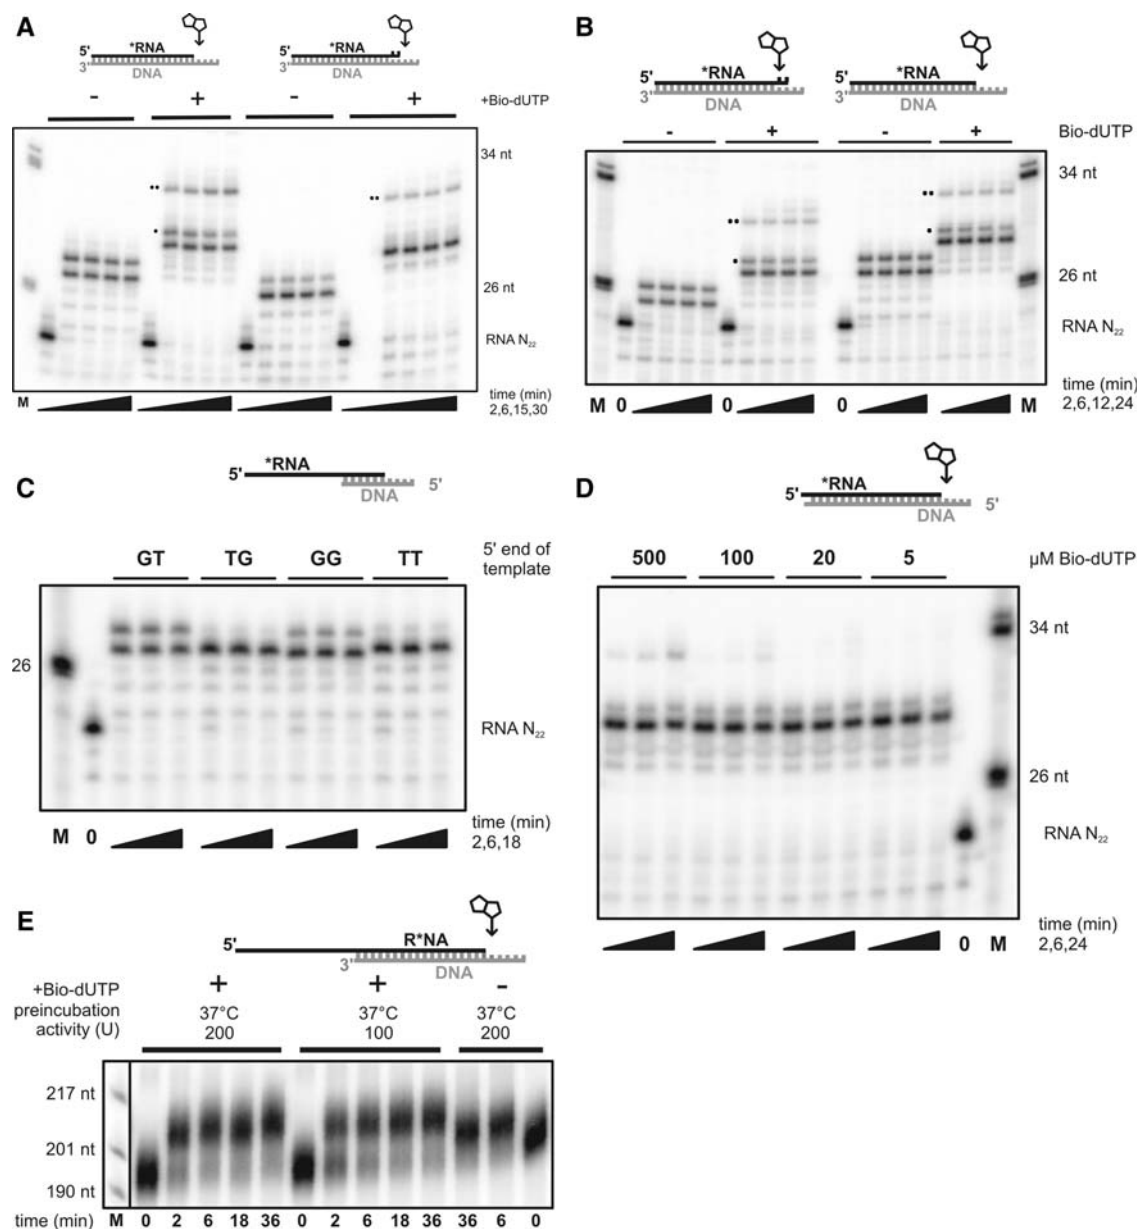 A
5' *RNA 5' *RNA
3' DNA 3' DNA
- + - + +Bio-dUTP
34 nt
••
••
•
26 nt
RNA N22
M time (min)
2,6,15,30
B
5' *RNA 5' *RNA
3' DNA 3' DNA
- + - + Bio-dUTP
34 nt
••
••
•
•
26 nt
RNA N22
time (min)
M 0 0 0 M 2,6,12,24
C
5' *RNA
DNA 5'
GT TG GG TT 5' end of
template
26
RNA N22
M 0 time (min)
2,6,18
D
5' *RNA
DNA 5'
500 100 20 5 µM Bio-dUTP
34 nt
26 nt
RNA N22
time (min)
2,6,24 0 M
E
5' R*NA
3' DNA
+Bio-dUTP + + -
preincubation 37°C 37°C 37°C
activity (U) 200 100 200
217 nt
201 nt
190 nt
time (min) M 0 2 6 18 36 0 2 6 18 36 36 6 0